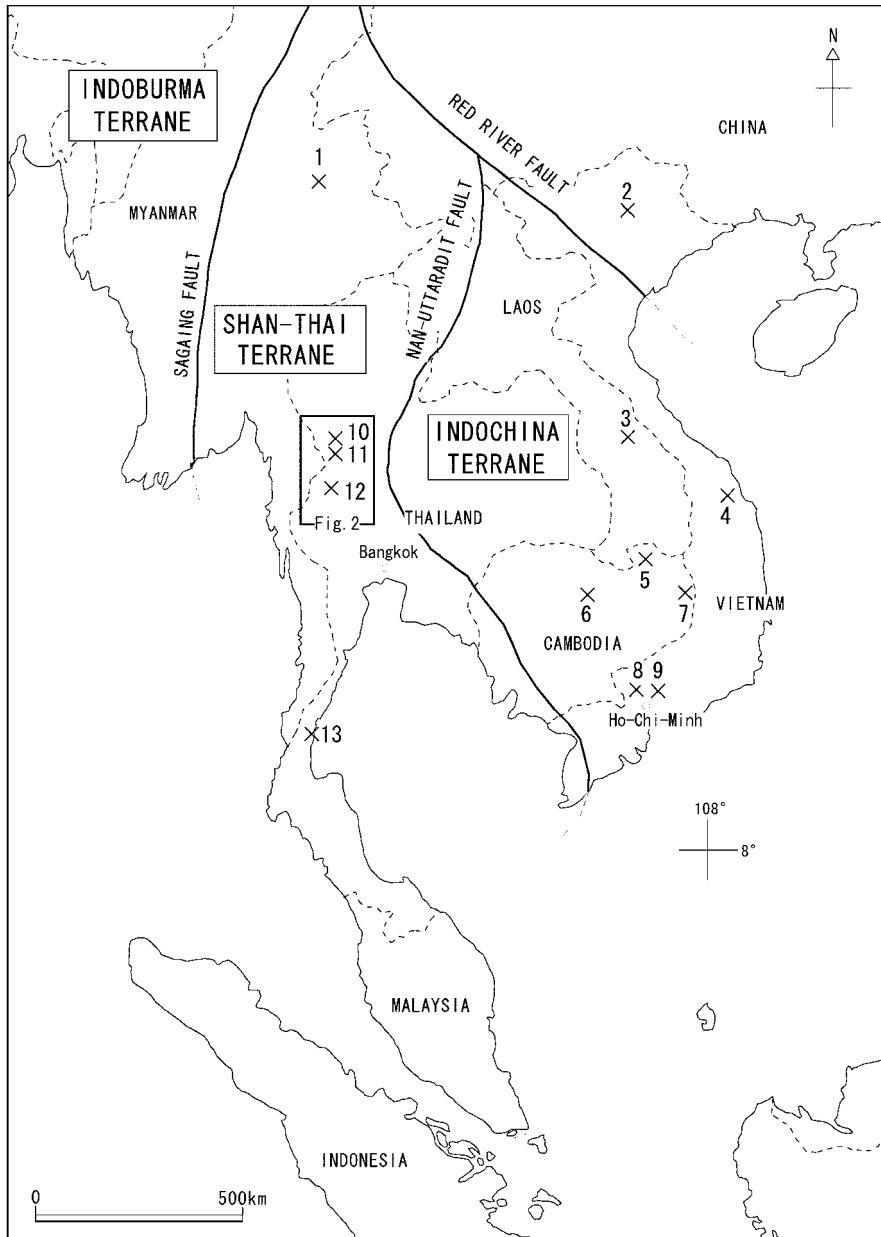 N
INDOBURMA
TERRANE
RED RIVER FAULT
CHINA
1
2
MYANMAR
SAGAING FAULT
NAN-UTTARADIT FAULT
LAOS
SHAN-THAI
TERRANE
10
11
12
Fig.2
INDOCHINA
TERRANE
3
4
THAILAND
Bangkok
5
6
7
VIETNAM
CAMBODIA
8
9
Ho-Chi-Minh
13
108°
8°
MALAYSIA
INDONESIA
0
500km